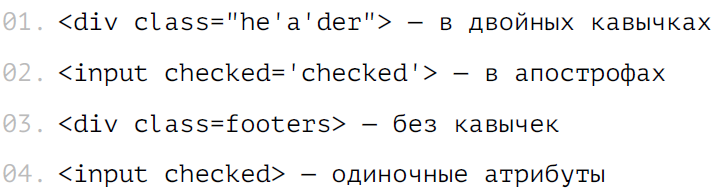 01. <div class="he'a'der"> — в двойных кавычках
02. <input checked='checked'> — в апострофах
03. <div class=footers> — без кавычек
04. <input checked> — одиночные атрибуты